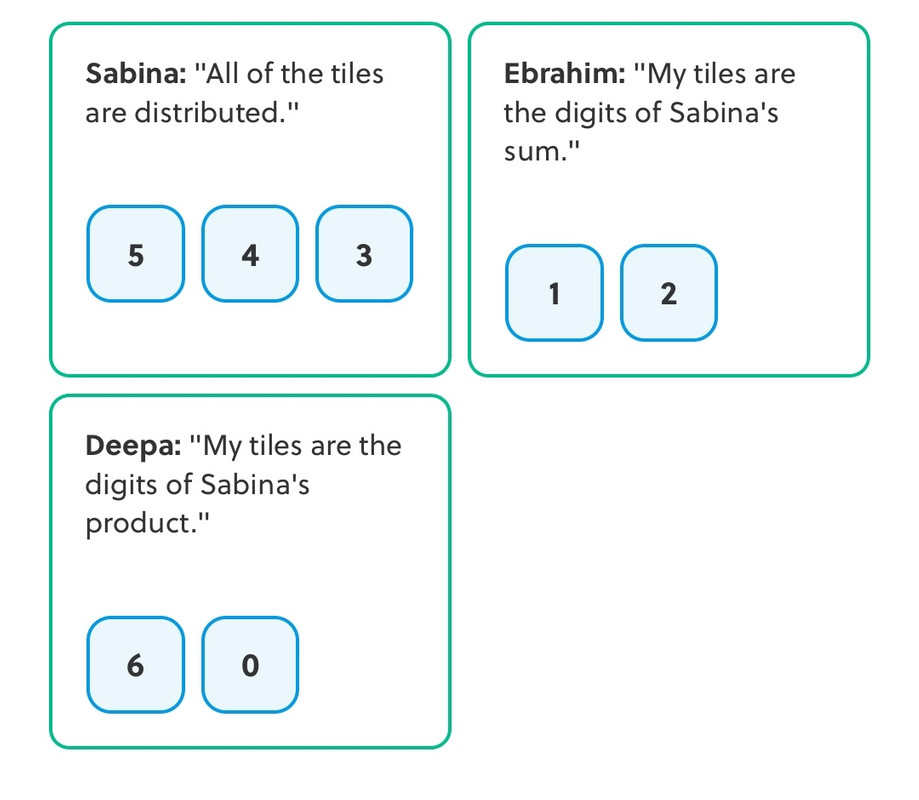 Sabina: "All of the tiles
are distributed."
5 4 3
Ebrahim: "My tiles are
the digits of Sabina's
sum."
1 2
Deepa: "My tiles are the
digits of Sabina's
product."
6 0